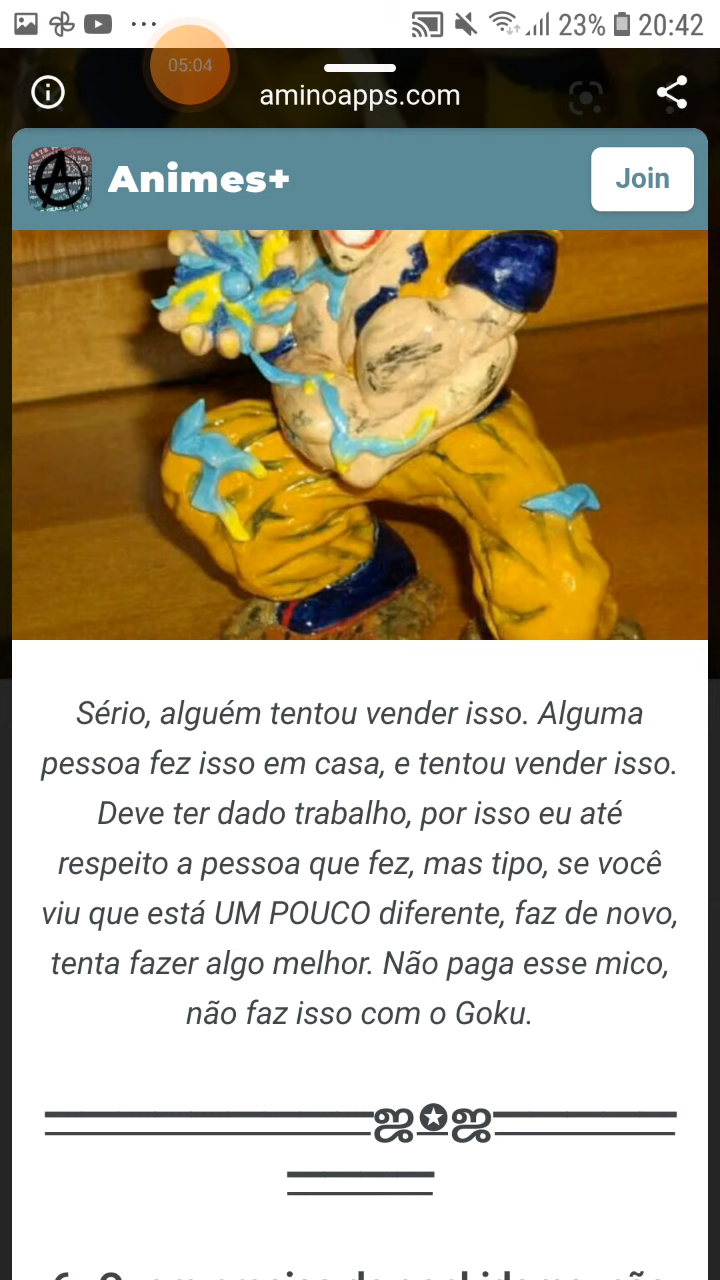 23% 20:42
05:04
aminoapps.com
Animes+
Join
Sério, alguém tentou vender isso. Alguma
pessoa fez isso em casa, e tentou vender isso.
Deve ter dado trabalho, por isso eu até
respeito a pessoa que fez, mas tipo, se você
viu que está UM POUCO diferente, faz de novo,
tenta fazer algo melhor. Não paga esse mico,
não faz isso com o Goku.